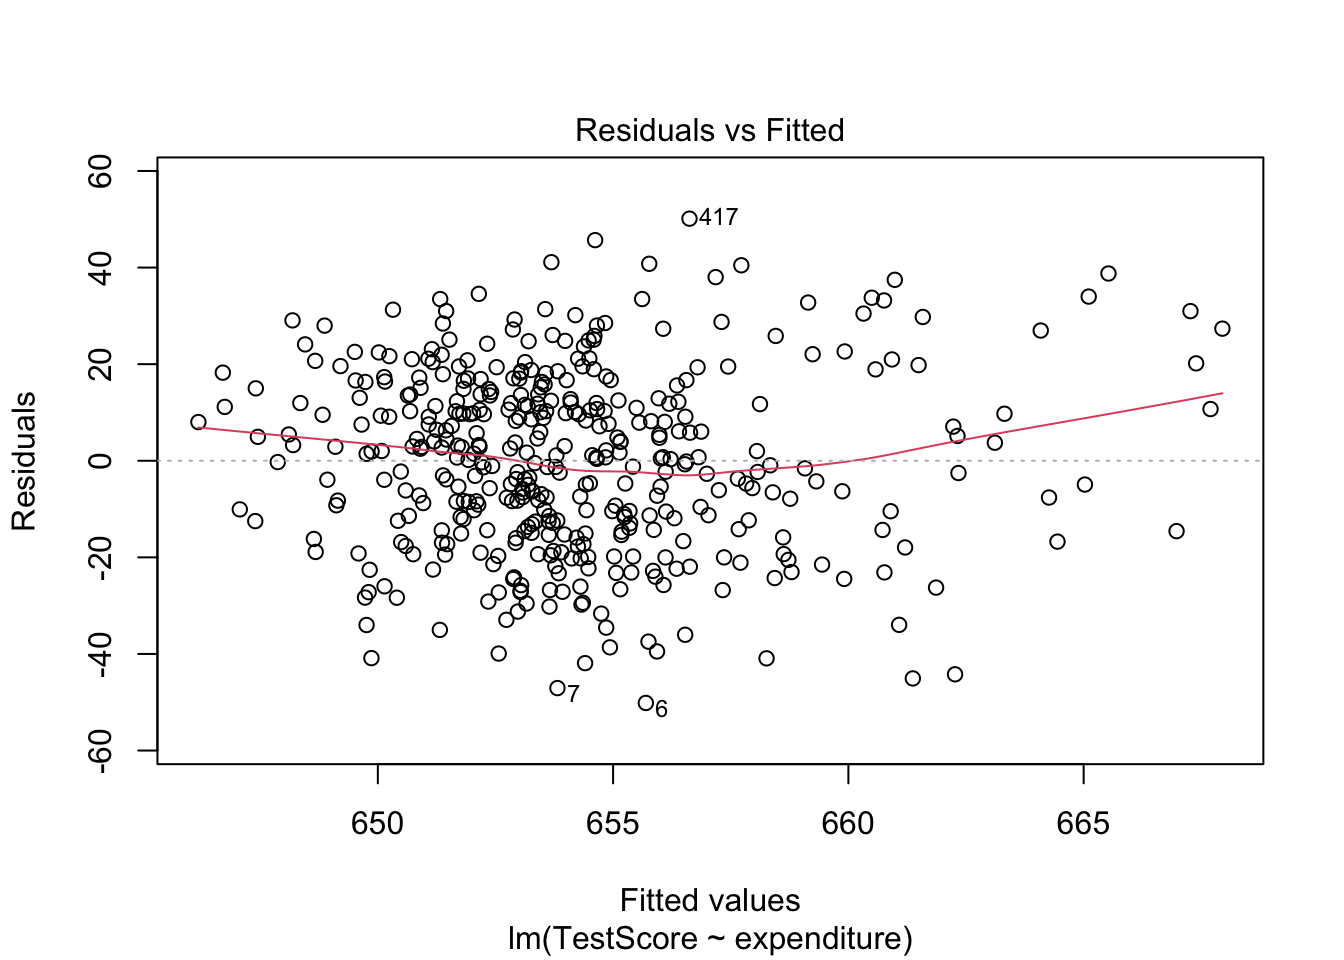 Residuals vs Fitted
Residuals
60
40
20
0
-20
-40
-60
417
7
6
650 655 660 665
Fitted values
lm(TestScore ~ expenditure)